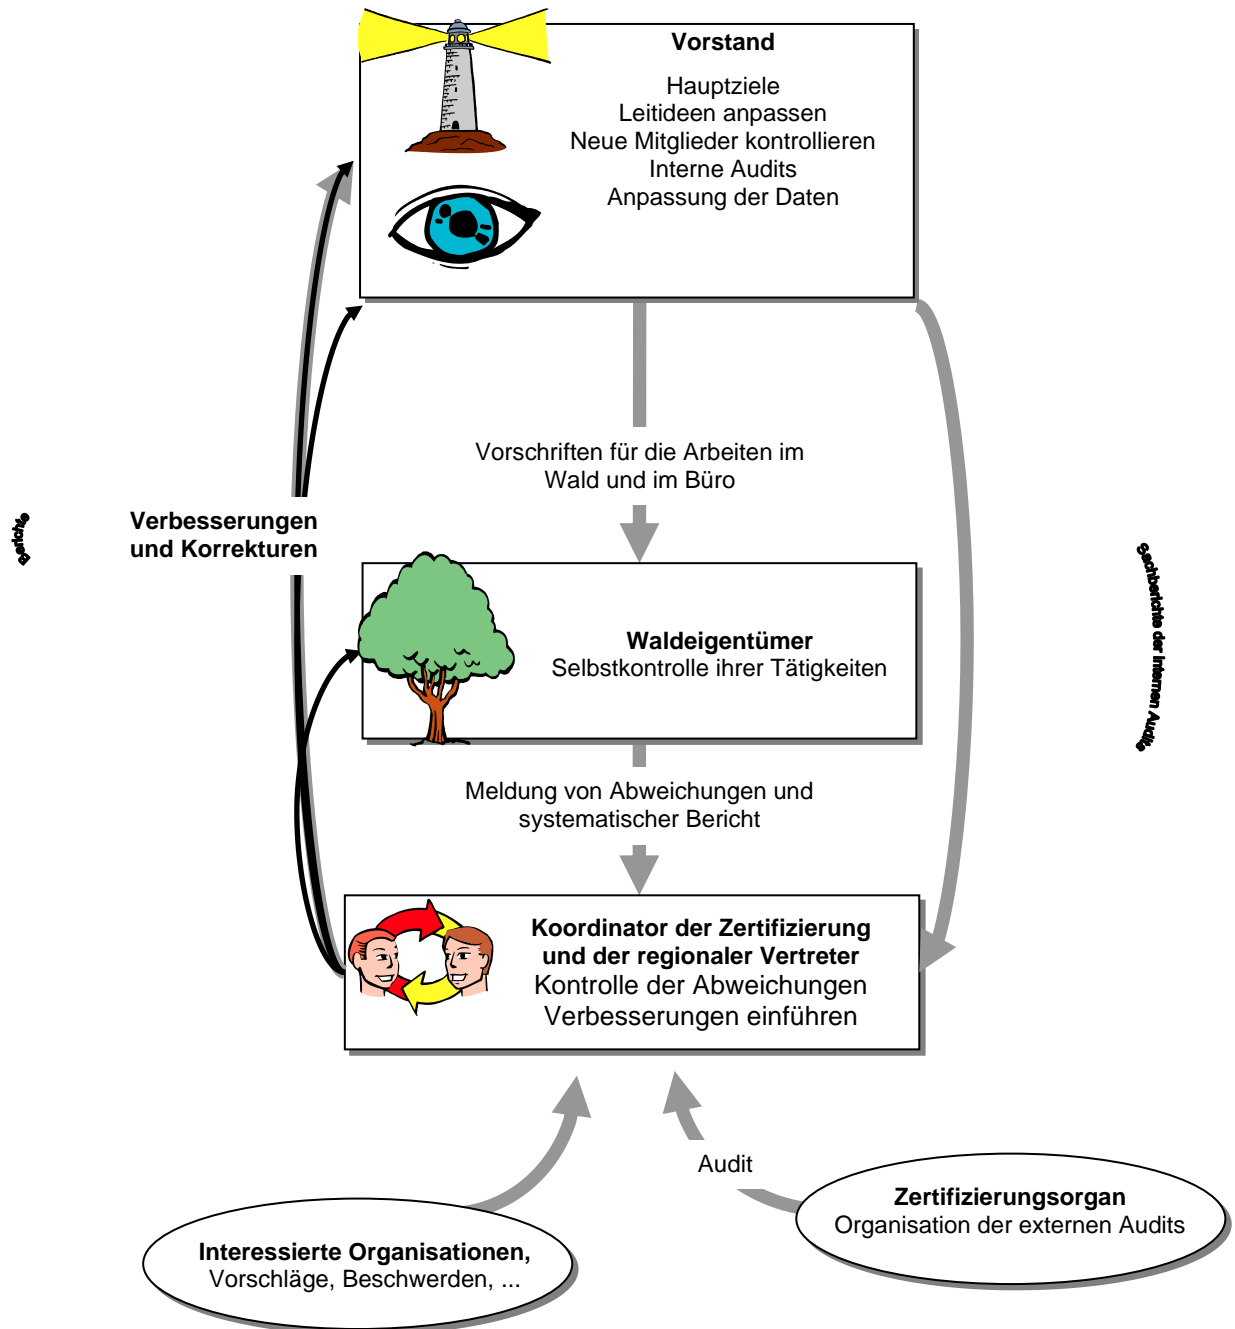 Vorstand
Hauptziele
Leitideen anpassen
Neue Mitglieder kontrollieren
Interne Audits
Anpassung der Daten
Vorschriften für die Arbeiten im
Wald und im Büro
Berichte
Verbesserungen
und Korrekturen
Sachberichte der internen Audits
Waldeigentümer
Selbstkontrolle ihrer Tätigkeiten
Meldung von Abweichungen und
systematischer Bericht
Koordinator der Zertifizierung
und der regionaler Vertreter
Kontrolle der Abweichungen
Verbesserungen einführen
Audit
Zertifizierungsorgan
Organisation der externen Audits
Interessierte Organisationen,
Vorschläge, Beschwerden, ...